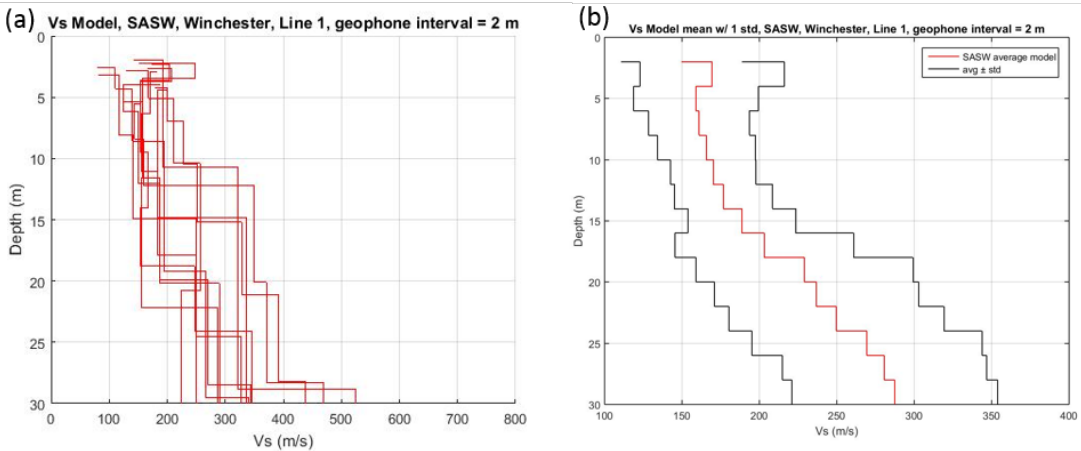 (a)
Vs Model, SASW, Winchester, Line 1, geophone interval = 2 m
0
5
10
15
20
25
30
Depth (m)
0 100 200 300 400 500 600 700 800
Vs (m/s)
(b)
Vs Model mean w/ 1 std, SASW, Winchester, Line 1, geophone interval = 2 m
SASW average model
avg ± std
0
5
10
15
20
25
30
Depth (m)
100 150 200 250 300 350 400
Vs (m/s)